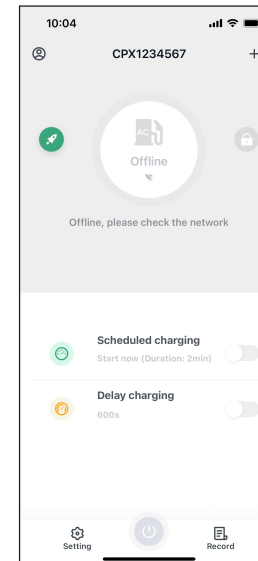 10:04
CPX1234567
+
AC
Offline
Offline, please check the network
Scheduled charging
Start now (Duration: 2min)
Delay charging
600s
Setting
Record